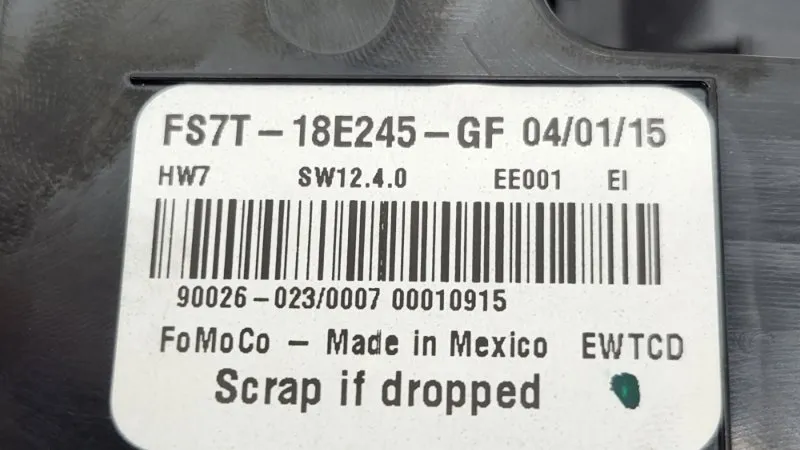 FS7T-18E245-GF 04/01/15
HW7 SW12.4.0 EE001 EI
90026-023/0007 00010915
FoMoCo - Made in Mexico EWTCD
Scrap if dropped